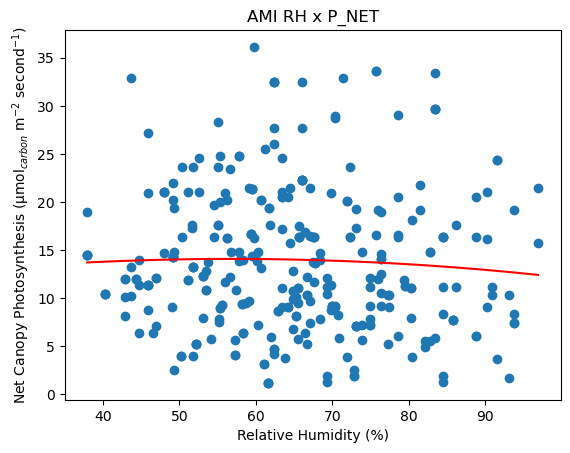 AMI RH x P_NET
Net Canopy Photosynthesis (µmol_carbon m⁻² second⁻¹)
35
30
25
20
15
10
5
0
40 50 60 70 80 90
Relative Humidity (%)